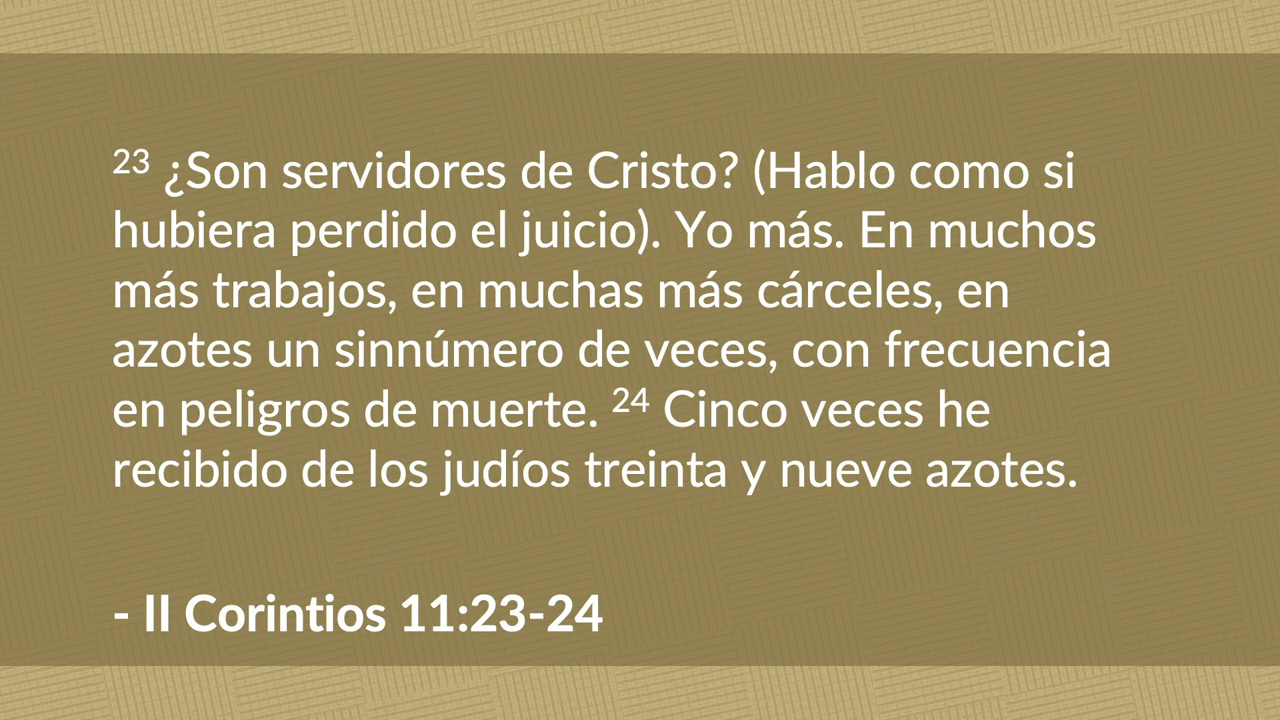 23 ¿Son servidores de Cristo? (Hablo como si
hubiera perdido el juicio). Yo más. En muchos
más trabajos, en muchas más cárceles, en
azotes un sinnúmero de veces, con frecuencia
en peligros de muerte. 24 Cinco veces he
recibido de los judíos treinta y nueve azotes.
- II Corintios 11:23-24